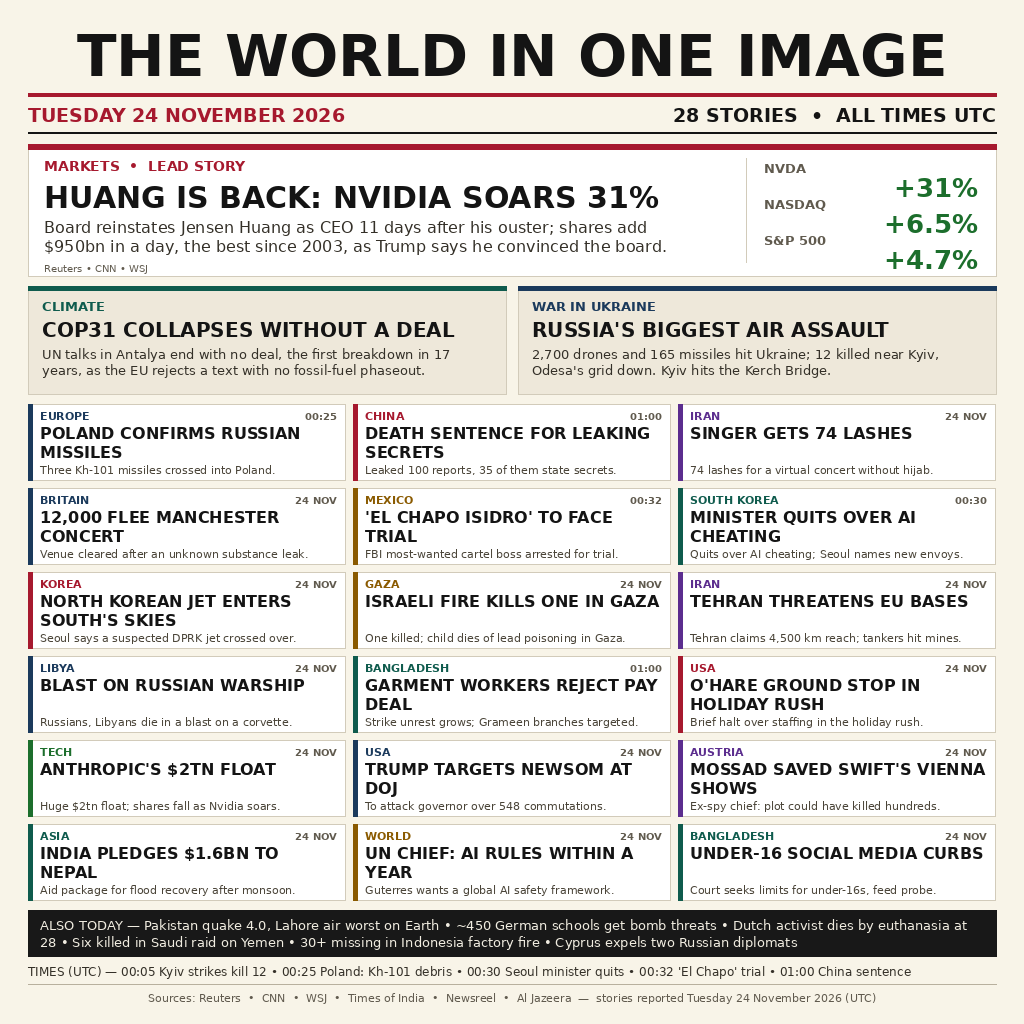 THE WORLD IN ONE IMAGE
TUESDAY 24 NOVEMBER 2026
28 STORIES • ALL TIMES UTC
MARKETS • LEAD STORY
HUANG IS BACK: NVIDIA SOARS 31%
Board reinstates Jensen Huang as CEO 11 days after his ouster; shares add
$950bn in a day, the best since 2003, as Trump says he convinced the board.
Reuters • CNN • WSJ
NVDA
+31%
NASDAQ
+6.5%
S&P 500
+4.7%
CLIMATE
COP31 COLLAPSES WITHOUT A DEAL
UN talks in Antalya end with no deal, the first breakdown in 17
years, as the EU rejects a text with no fossil-fuel phaseout.
WAR IN UKRAINE
RUSSIA'S BIGGEST AIR ASSAULT
2,700 drones and 165 missiles hit Ukraine; 12 killed near Kyiv,
Odesa's grid down. Kyiv hits the Kerch Bridge.
EUROPE 00:25
POLAND CONFIRMS RUSSIAN
MISSILES
Three Kh-101 missiles crossed into Poland.
CHINA 01:00
DEATH SENTENCE FOR LEAKING
SECRETS
Leaked 100 reports, 35 of them state secrets.
IRAN 24 NOV
SINGER GETS 74 LASHES
74 lashes for a virtual concert without hijab.
BRITAIN 24 NOV
12,000 FLEE MANCHESTER
CONCERT
Venue cleared after an unknown substance leak.
MEXICO 00:32
'EL CHAPO ISIDRO' TO FACE
TRIAL
FBI most-wanted cartel boss arrested for trial.
SOUTH KOREA 00:30
MINISTER QUITS OVER AI
CHEATING
Quits over AI cheating; Seoul names new envoys.
KOREA 24 NOV
NORTH KOREAN JET ENTERS
SOUTH'S SKIES
Seoul says a suspected DPRK jet crossed over.
GAZA 24 NOV
ISRAELI FIRE KILLS ONE IN GAZA
One killed; child dies of lead poisoning in Gaza.
IRAN 24 NOV
TEHRAN THREATENS EU BASES
Tehran claims 4,500 km reach; tankers hit mines.
LIBYA 24 NOV
BLAST ON RUSSIAN WARSHIP
Russians, Libyans die in a blast on a corvette.
BANGLADESH 01:00
GARMENT WORKERS REJECT PAY
DEAL
Strike unrest grows; Grameen branches targeted.
USA 24 NOV
O'HARE GROUND STOP IN
HOLIDAY RUSH
Brief halt over staffing in the holiday rush.
TECH 24 NOV
ANTHROPIC'S $2TN FLOAT
Huge $2tn float; shares fall as Nvidia soars.
USA 24 NOV
TRUMP TARGETS NEWSOM AT
DOJ
To attack governor over 548 commutations.
AUSTRIA 24 NOV
MOSSAD SAVED SWIFT'S VIENNA
SHOWS
Ex-spy chief: plot could have killed hundreds.
ASIA 24 NOV
INDIA PLEDGES $1.6BN TO
NEPAL
Aid package for flood recovery after monsoon.
WORLD 24 NOV
UN CHIEF: AI RULES WITHIN A
YEAR
Guterres wants a global AI safety framework.
BANGLADESH 24 NOV
UNDER-16 SOCIAL MEDIA CURBS
Court seeks limits for under-16s, feed probe.
ALSO TODAY — Pakistan quake 4.0, Lahore air worst on Earth • ~450 German schools get bomb threats • Dutch activist dies by euthanasia at
28 • Six killed in Saudi raid on Yemen • 30+ missing in Indonesia factory fire • Cyprus expels two Russian diplomats
TIMES (UTC) — 00:05 Kyiv strikes kill 12 • 00:25 Poland: Kh-101 debris • 00:30 Seoul minister quits • 00:32 'El Chapo' trial • 01:00 China sentence
Sources: Reuters • CNN • WSJ • Times of India • Newsreel • Al Jazeera — stories reported Tuesday 24 November 2026 (UTC)